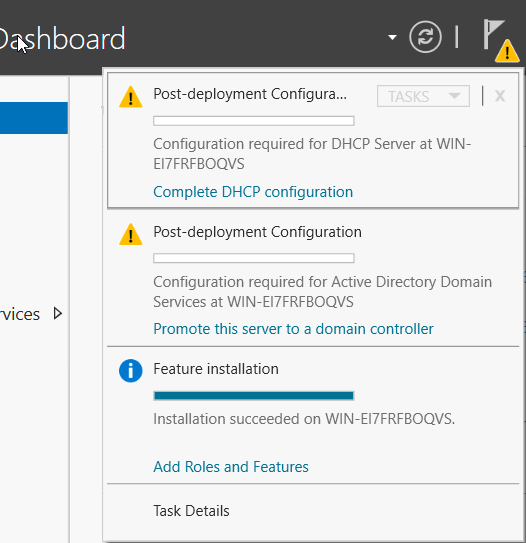 Dashboard
Post-deployment Configura...
TASKS
X
Configuration required for DHCP Server at WIN-
EI7FRFBOQVS
Complete DHCP configuration
Post-deployment Configuration
Configuration required for Active Directory Domain
Services at WIN-EI7FRFBOQVS
rvices
Promote this server to a domain controller
Feature installation
Installation succeeded on WIN-EI7FRFBOQVS.
Add Roles and Features
Task Details